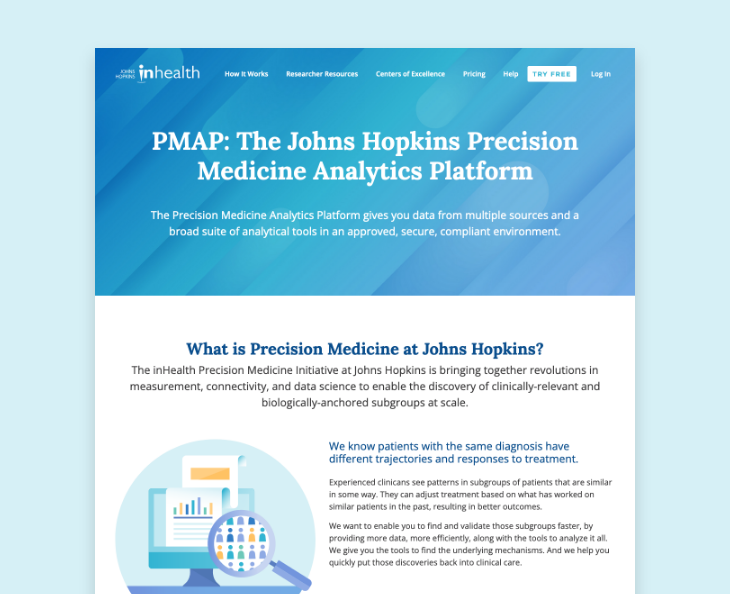 JOHNS
HOPKINS
inhealth
How It Works
Researcher Resources
Centers of Excellence
Pricing
Help
TRY FREE
Log In
PMAP: The Johns Hopkins Precision
Medicine Analytics Platform
The Precision Medicine Analytics Platform gives you data from multiple sources and a
broad suite of analytical tools in an approved, secure, compliant environment.
What is Precision Medicine at Johns Hopkins?
The inHealth Precision Medicine Initiative at Johns Hopkins is bringing together revolutions in
measurement, connectivity, and data science to enable the discovery of clinically-relevant and
biologically-anchored subgroups at scale.
We know patients with the same diagnosis have
different trajectories and responses to treatment.
Experienced clinicans see patterns in subgroups of patients that are similar
in some way. They can adjust treatment based on what has worked on
similar patients in the past, resulting in better outcomes.
We want to enable you to find and validate those subgroups faster, by
providing more data, more efficiently, along with the tools to analyze it all.
We give you the tools to find the underlying mechanisms. And we help you
quickly put those discoveries back into clinical care.